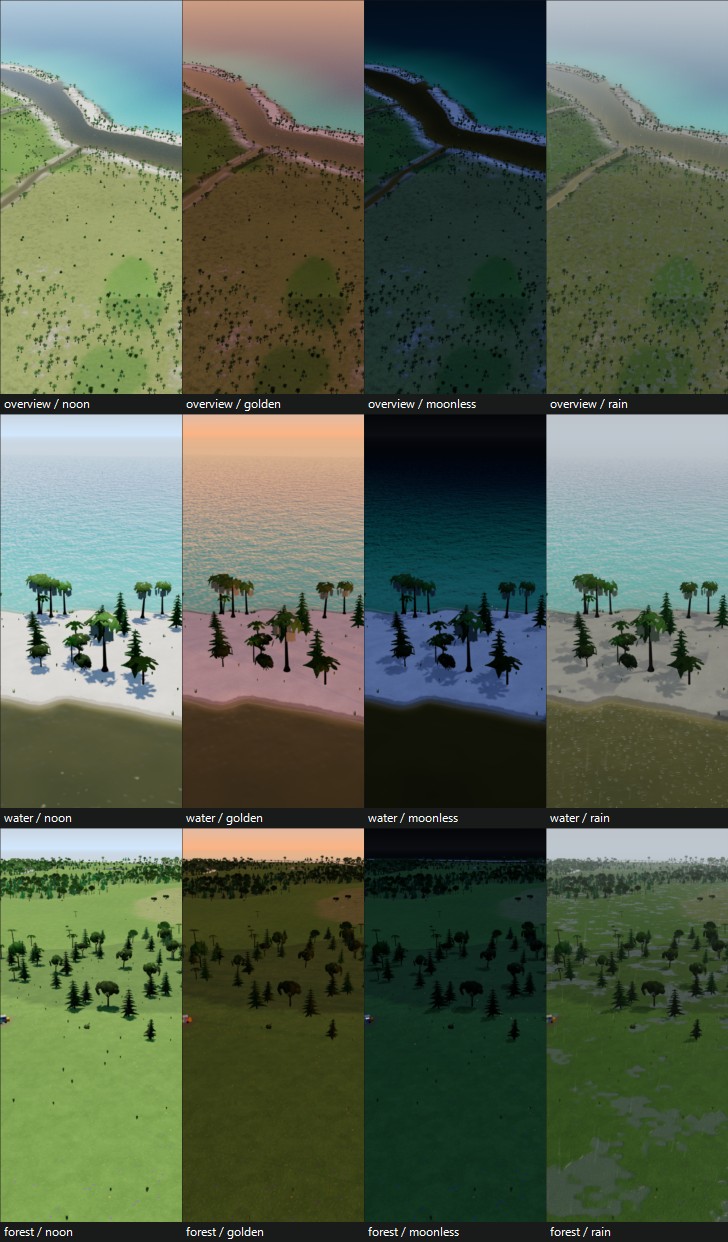 overview / noon
overview / golden
overview / moonless
overview / rain
water / noon
water / golden
water / moonless
water / rain
forest / noon
forest / golden
forest / moonless
forest / rain